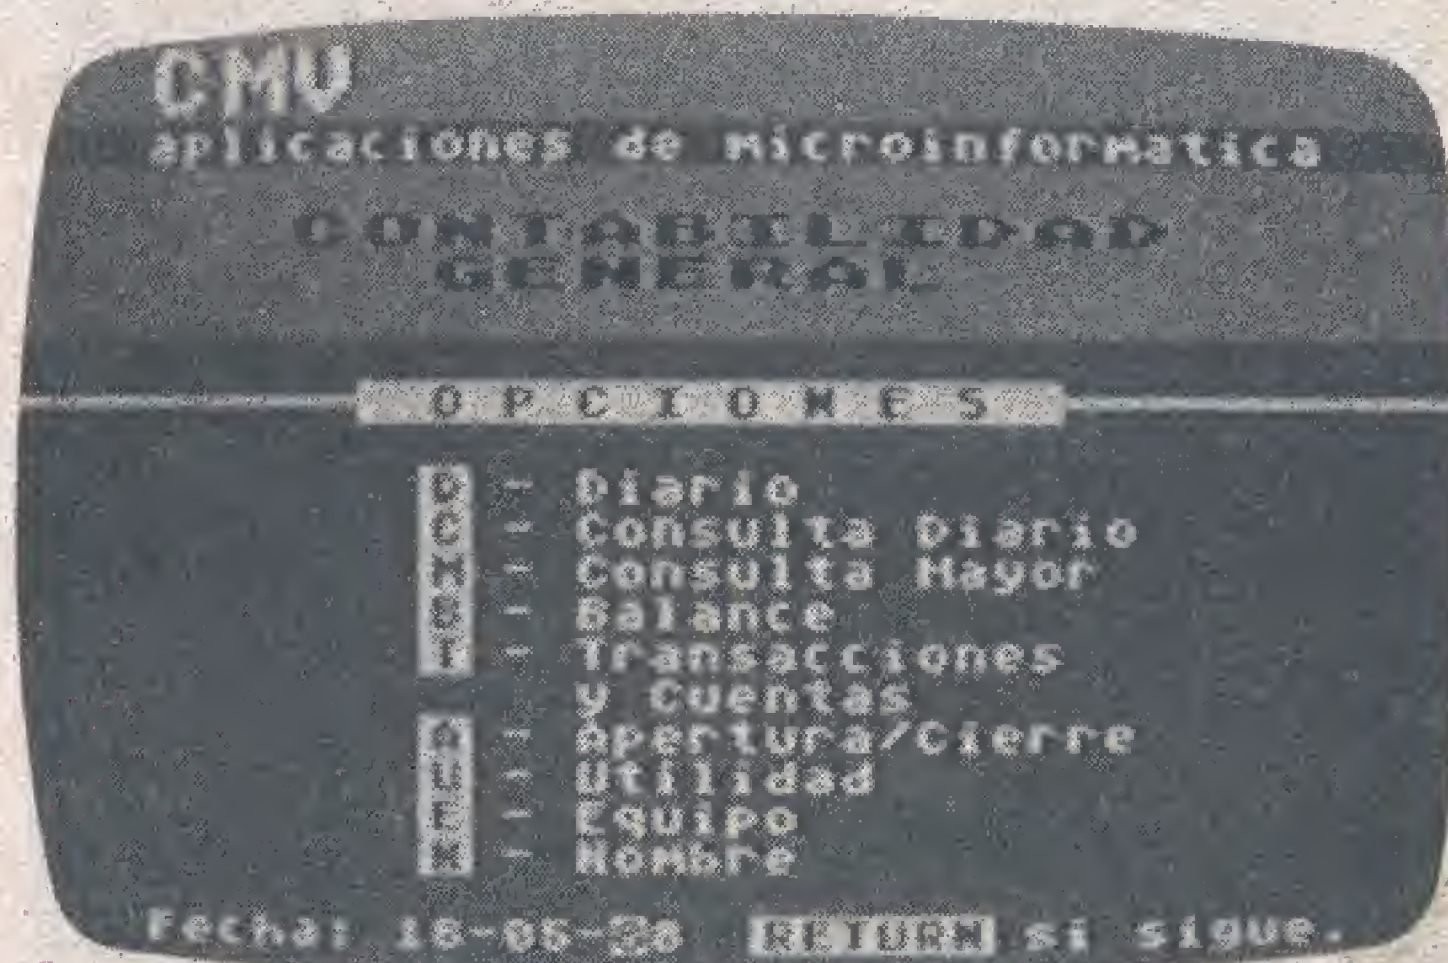 CMV
aplicaciones de microinformatica
CONTABILIDAD
GENERAL
OPCIONES
D - Diario
C - Consulta Diario
M - Consulta Mayor
B - Balance
T - Transacciones
y Cuentas
A - Apertura/Cierre
U - Utilidad
E - Equipo
N - Nombre
Fecha: RETURN si sigue.